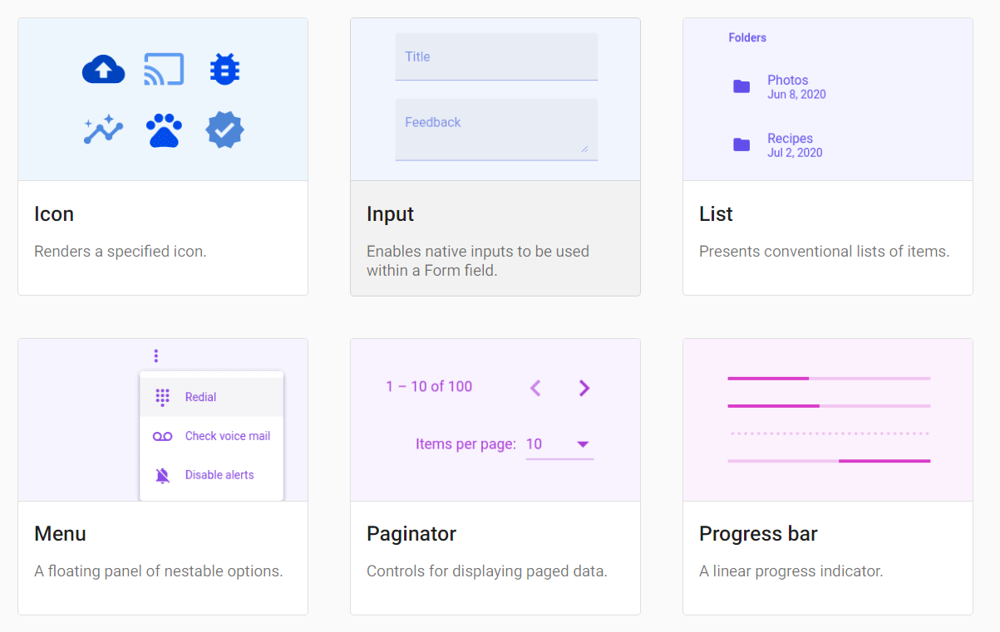 Icon
Renders a specified icon.
Title
Feedback
Input
Enables native inputs to be used
within a Form field.
Folders
Photos
Jun 8, 2020
Recipes
Jul 2, 2020
List
Presents conventional lists of items.
Redial
Check voice mail
Disable alerts
Menu
A floating panel of nestable options.
1 – 10 of 100
Items per page: 10
Paginator
Controls for displaying paged data.
Progress bar
A linear progress indicator.